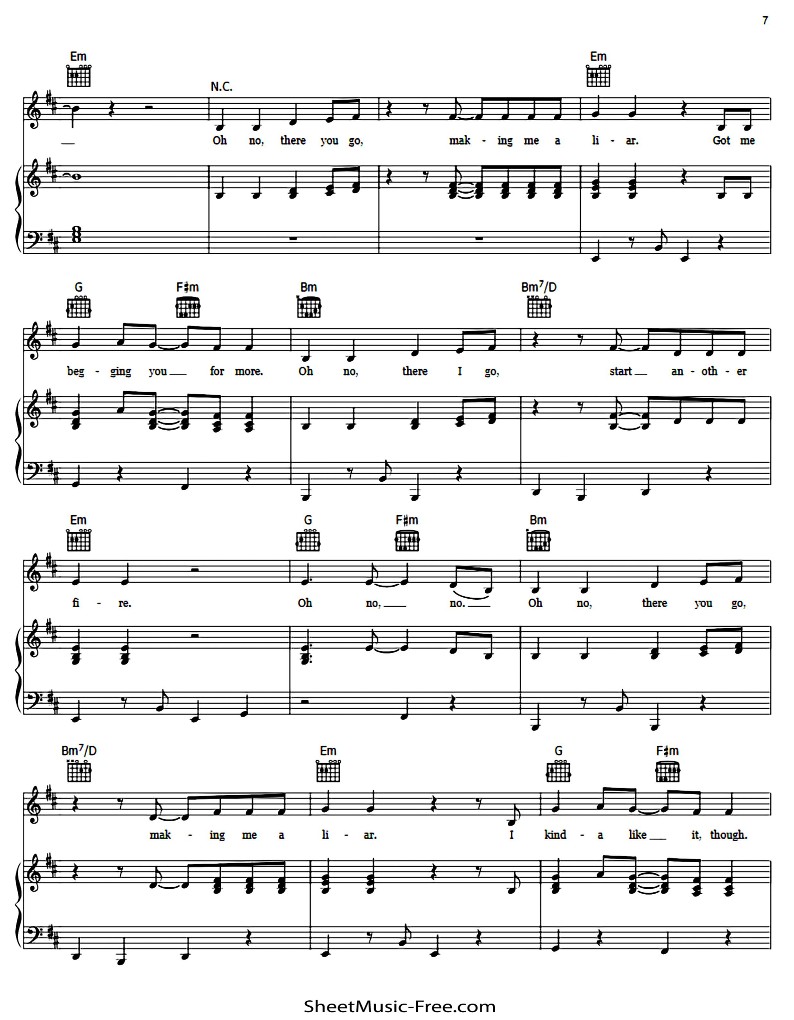 7
Em Em
N.C.
Oh no, there you go, mak - ing me a li - ar. Got me
G F♯m Bm Bm7/D
beg - ging you for more. Oh no, there I go, start an - oth - er
Em G F♯m Bm
fi - re. Oh no, no. Oh no, there you go,
Bm7/D Em G F♯m
mak - ing me a li - ar. I kind - a like it, though.
SheetMusic-Free.com